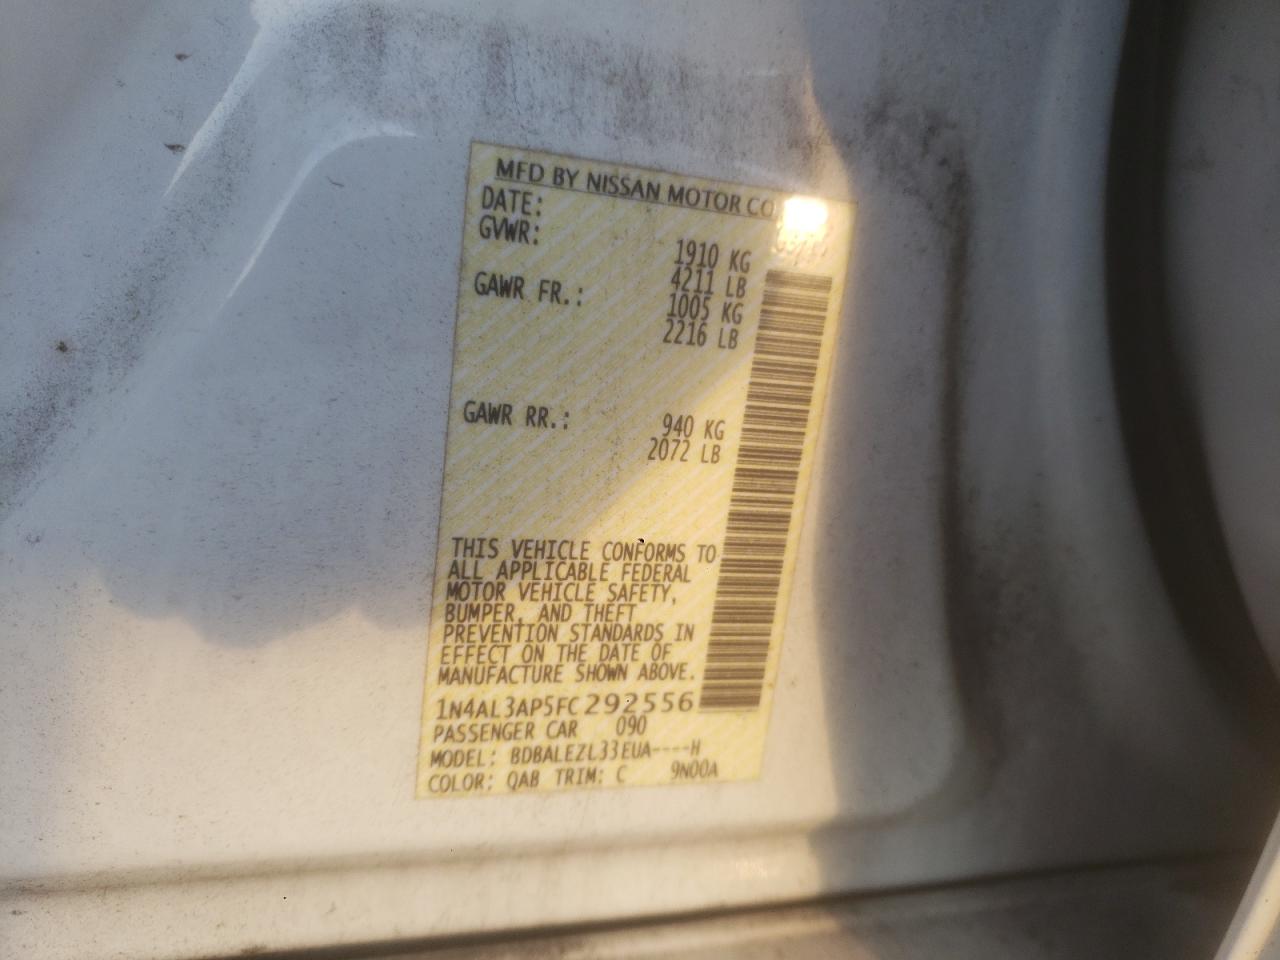 MFD BY NISSAN MOTOR CO
DATE:
GVWR: 1910 KG
4211 LB
GAWR FR.: 1005 KG
2216 LB
GAWR RR.: 940 KG
2072 LB
THIS VEHICLE CONFORMS TO
ALL APPLICABLE FEDERAL
MOTOR VEHICLE SAFETY,
BUMPER, AND THEFT
PREVENTION STANDARDS IN
EFFECT ON THE DATE OF
MANUFACTURE SHOWN ABOVE.
1N4AL3AP5FC292556
PASSENGER CAR 090
MODEL: BDBALEZL33EUA----H
COLOR: QAB TRIM: C 9N00A